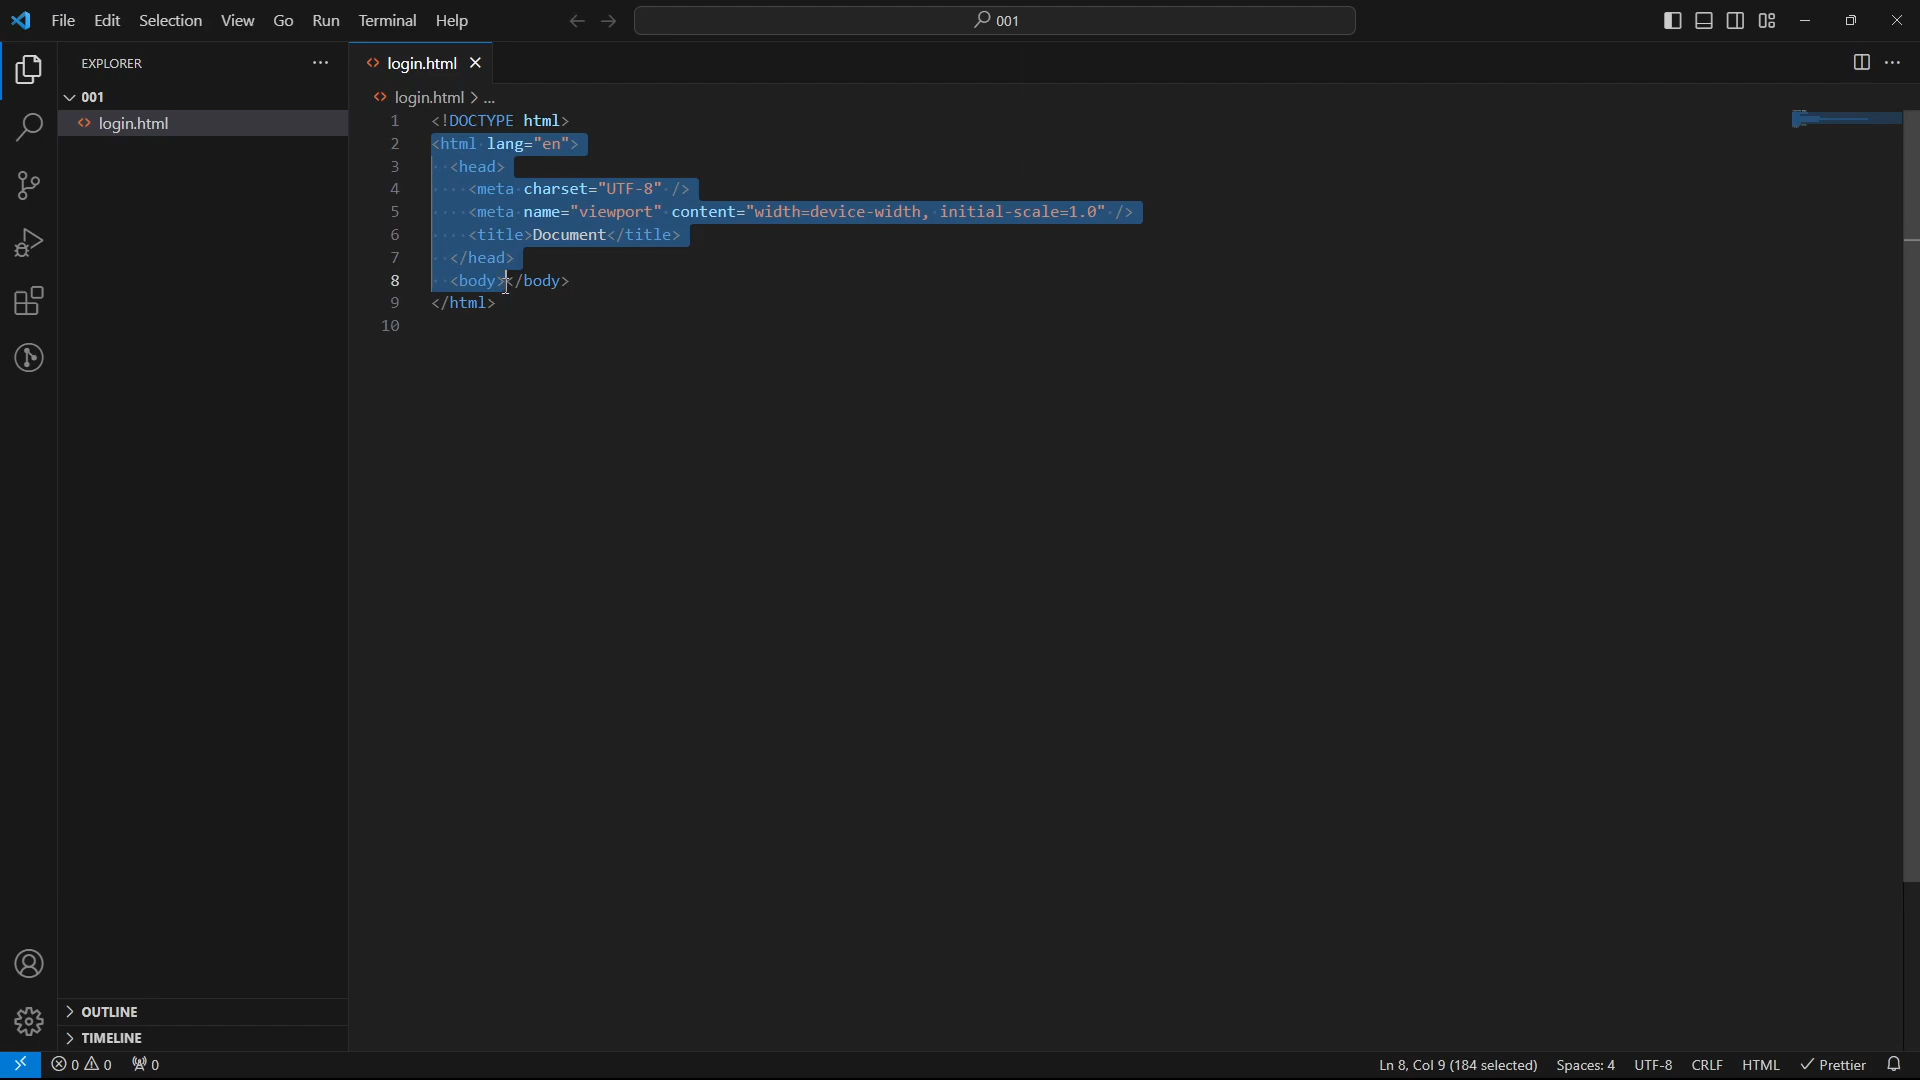 File Edit Selection View Go Run Terminal Help
001
EXPLORER
001
login.html
OUTLINE
TIMELINE
login.html
login.html > ...
1 <!DOCTYPE html>
2 <html lang="en">
3 <head>
4 <meta charset="UTF-8" />
5 <meta name="viewport" content="width=device-width, initial-scale=1.0" />
6 <title>Document</title>
7 </head>
8 <body></body>
9 </html>
10
0 0 0 Ln 8, Col 9 (184 selected) Spaces: 4 UTF-8 CRLF HTML Prettier